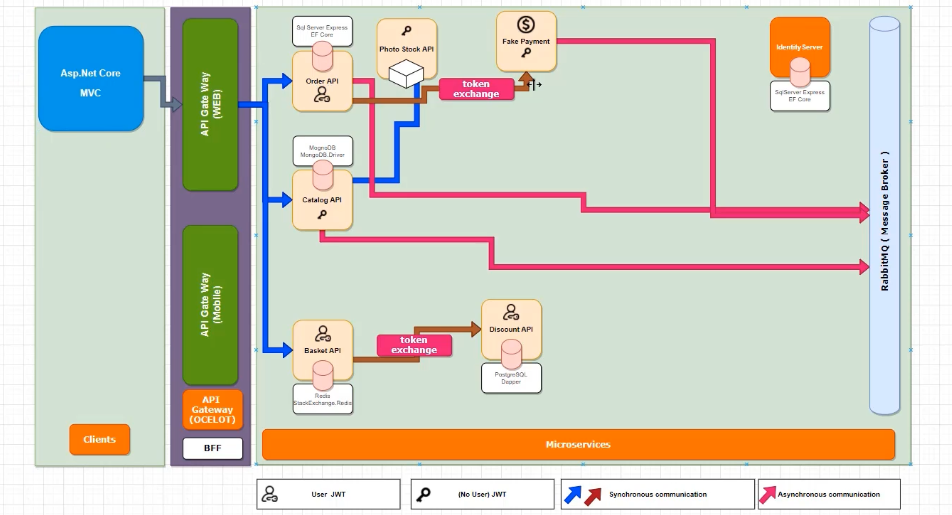 Asp.Net Core
MVC
Clients
API Gate Way
(WEB)
API Gate Way
(Mobile)
API
Gateway
(OCELOT)
BFF
Sql Server Express
EF Core
Order API
Photo Stock API
Fake Payment
token
exchange
MognaDB
MongoDB.Driver
Catalog API
Basket API
Redis
StackExchange.Redis
token
exchange
Discount API
PostgreSQL
Dapper
Identity Server
SqlServer Express
EF Core
RabbitMQ ( Message Broker )
Microservices
User JWT
(No User) JWT
Synchronous communication
Asynchronous communication